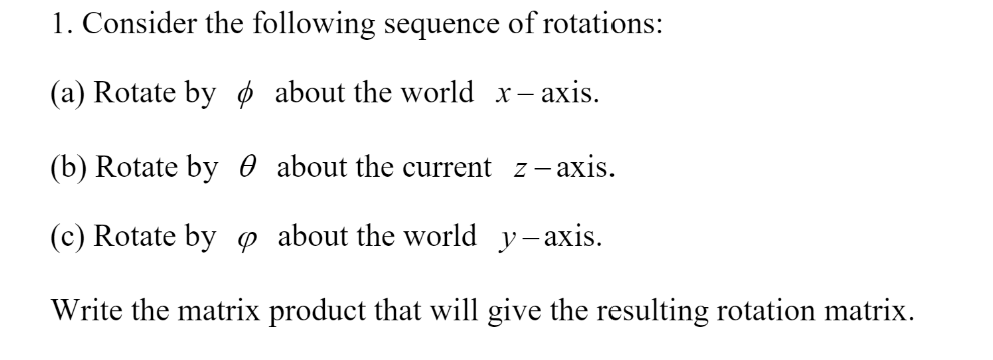 1. Consider the following sequence of rotations:
(a) Rotate by ϕ about the world x – axis.
(b) Rotate by θ about the current z – axis.
(c) Rotate by φ about the world y – axis.
Write the matrix product that will give the resulting rotation matrix.